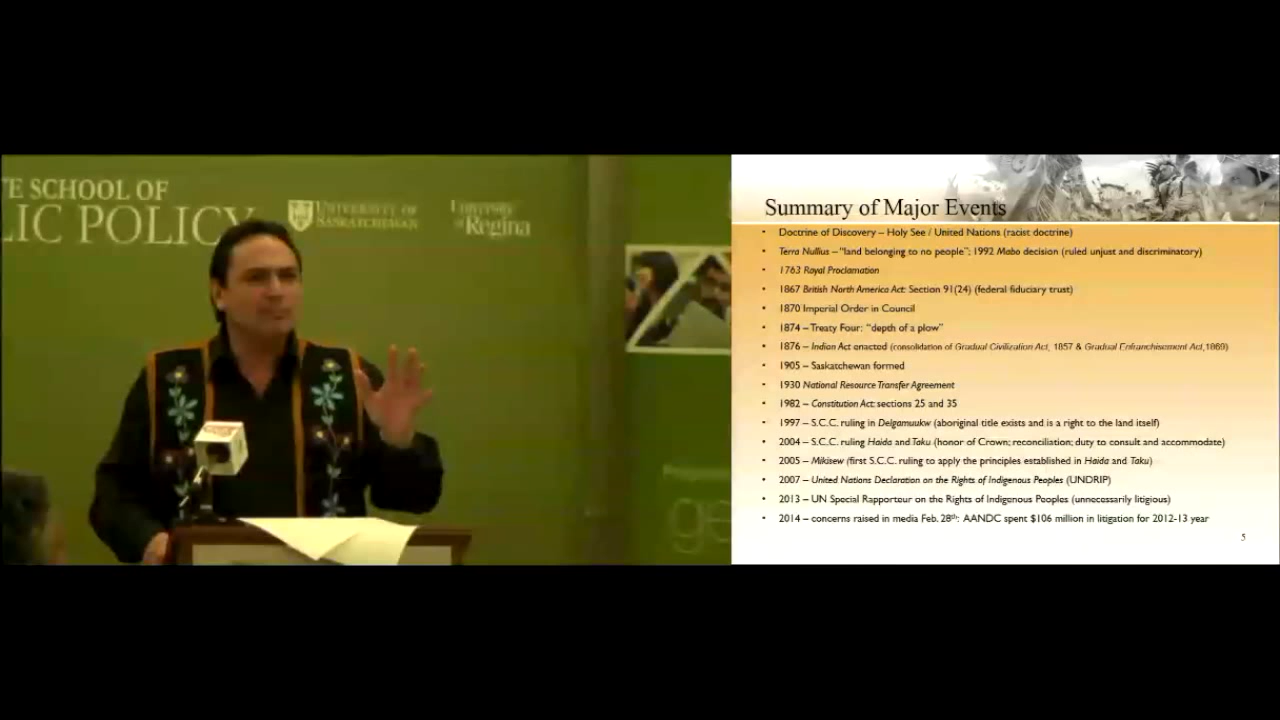 TE SCHOOL OF
LIC POLICY
UNIVERSITY OF
SASKATCHEWAN
University
of Regina
Summary of Major Events
• Doctrine of Discovery – Holy See / United Nations (racist doctrine)
• Terra Nullius – “land belonging to no people”; 1992 Mabo decision (ruled unjust and discriminatory)
• 1763 Royal Proclamation
• 1867 British North America Act: Section 91(24) (federal fiduciary trust)
• 1870 Imperial Order in Council
• 1874 – Treaty Four: “depth of a plow”
• 1876 – Indian Act enacted (consolidation of Gradual Civilization Act, 1857 & Gradual Enfranchisement Act,1869)
• 1905 – Saskatchewan formed
• 1930 National Resource Transfer Agreement
• 1982 – Constitution Act: sections 25 and 35
• 1997 – S.C.C. ruling in Delgamuukw (aboriginal title exists and is a right to the land itself)
• 2004 – S.C.C. ruling Haida and Taku (honor of Crown; reconciliation; duty to consult and accommodate)
• 2005 – Mikisew (first S.C.C. ruling to apply the principles established in Haida and Taku)
• 2007 – United Nations Declaration on the Rights of Indigenous Peoples (UNDRIP)
• 2013 – UN Special Rapporteur on the Rights of Indigenous Peoples (unnecessarily litigious)
• 2014 – concerns raised in media Feb. 28th: AANDC spent $106 million in litigation for 2012-13 year
5